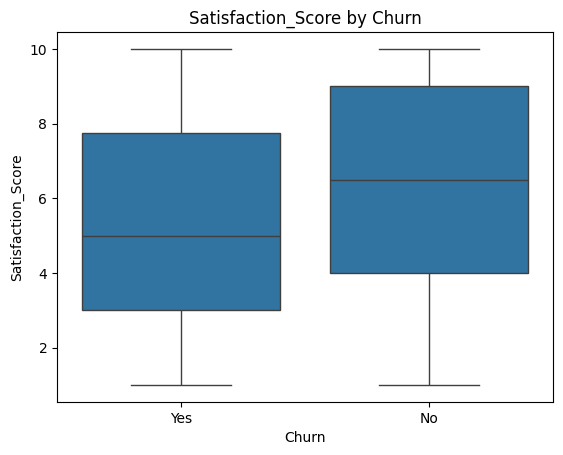 Satisfaction_Score by Churn
10
8
6
4
2
Satisfaction_Score
Yes
No
Churn